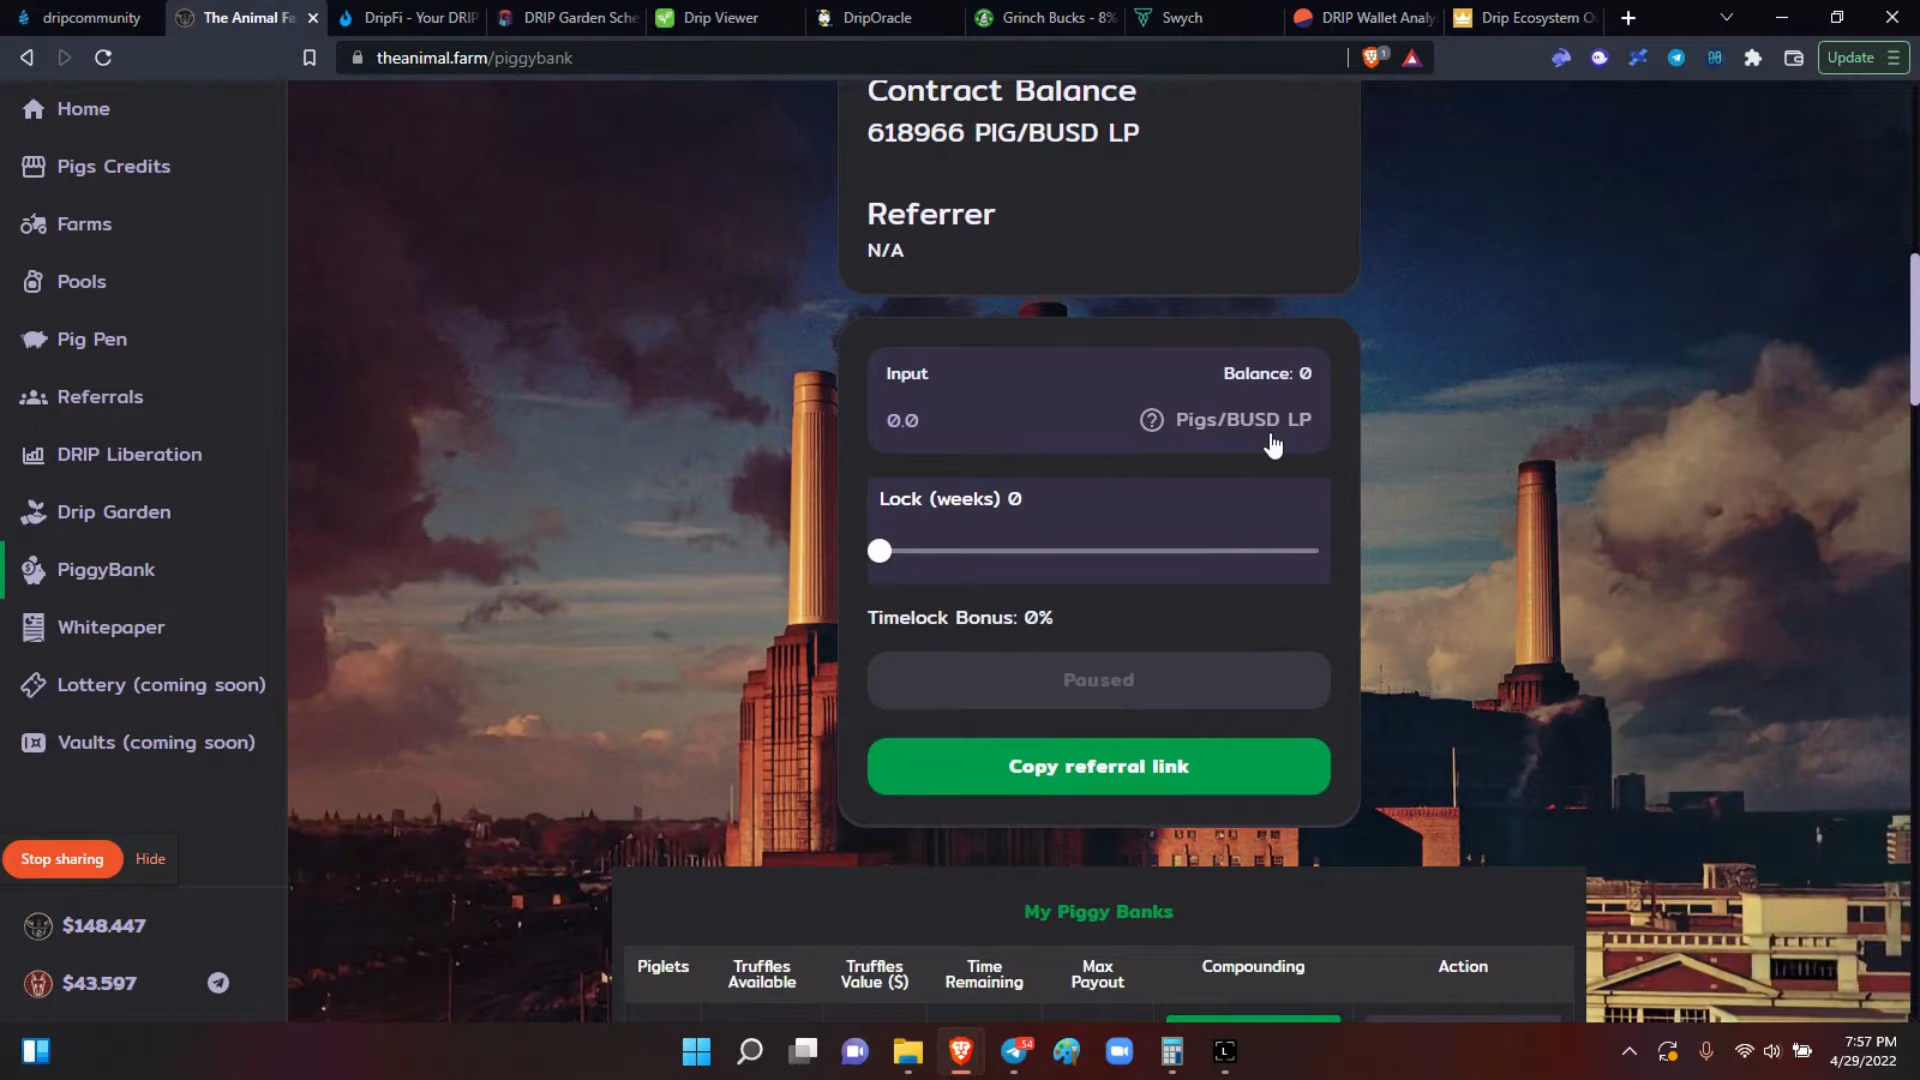 dripcommunity
The Animal Fa
DripFi - Your DRIP
DRIP Garden Sche
Drip Viewer
DripOracle
Grinch Bucks - 8%
Swych
DRIP Wallet Analy
Drip Ecosystem O
theanimal.farm/piggybank
1
Update
Home
Pigs Credits
Farms
Pools
Pig Pen
Referrals
DRIP Liberation
Drip Garden
PiggyBank
Whitepaper
Lottery (coming soon)
Vaults (coming soon)
Stop sharing
Hide
$148.447
$43.597
Contract Balance
618966 PIG/BUSD LP
Referrer
N/A
Input
Balance: 0
0.0
Pigs/BUSD LP
Lock (weeks) 0
Timelock Bonus: 0%
Paused
Copy referral link
My Piggy Banks
Piglets
Truffles
Available
Truffles
Value ($)
Time
Remaining
Max
Payout
Compounding
Action
54
7:57 PM
4/29/2022